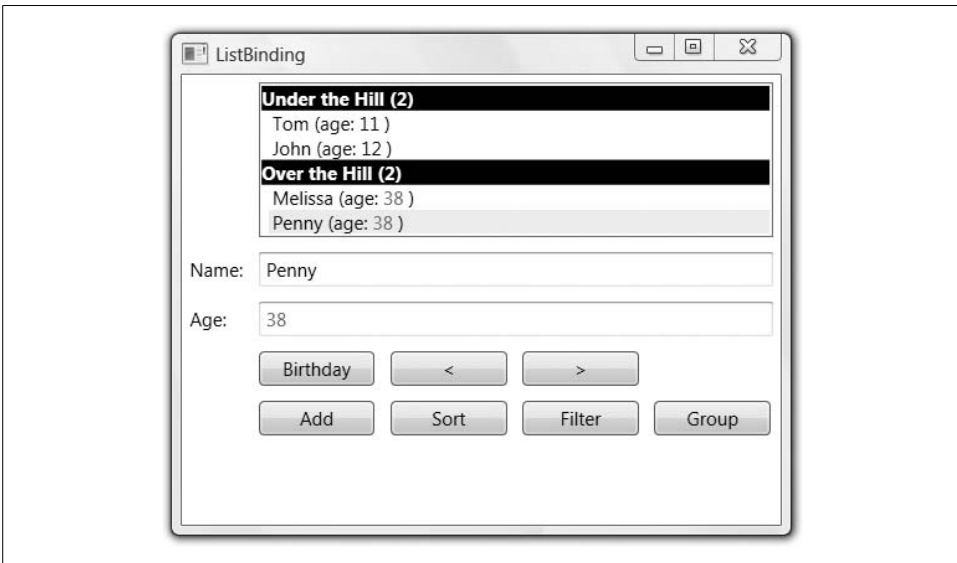 ListBinding
Under the Hill (2)
Tom (age: 11 )
John (age: 12 )
Over the Hill (2)
Melissa (age: 38 )
Penny (age: 38 )
Name: Penny
Age: 38
Birthday < >
Add Sort Filter Group